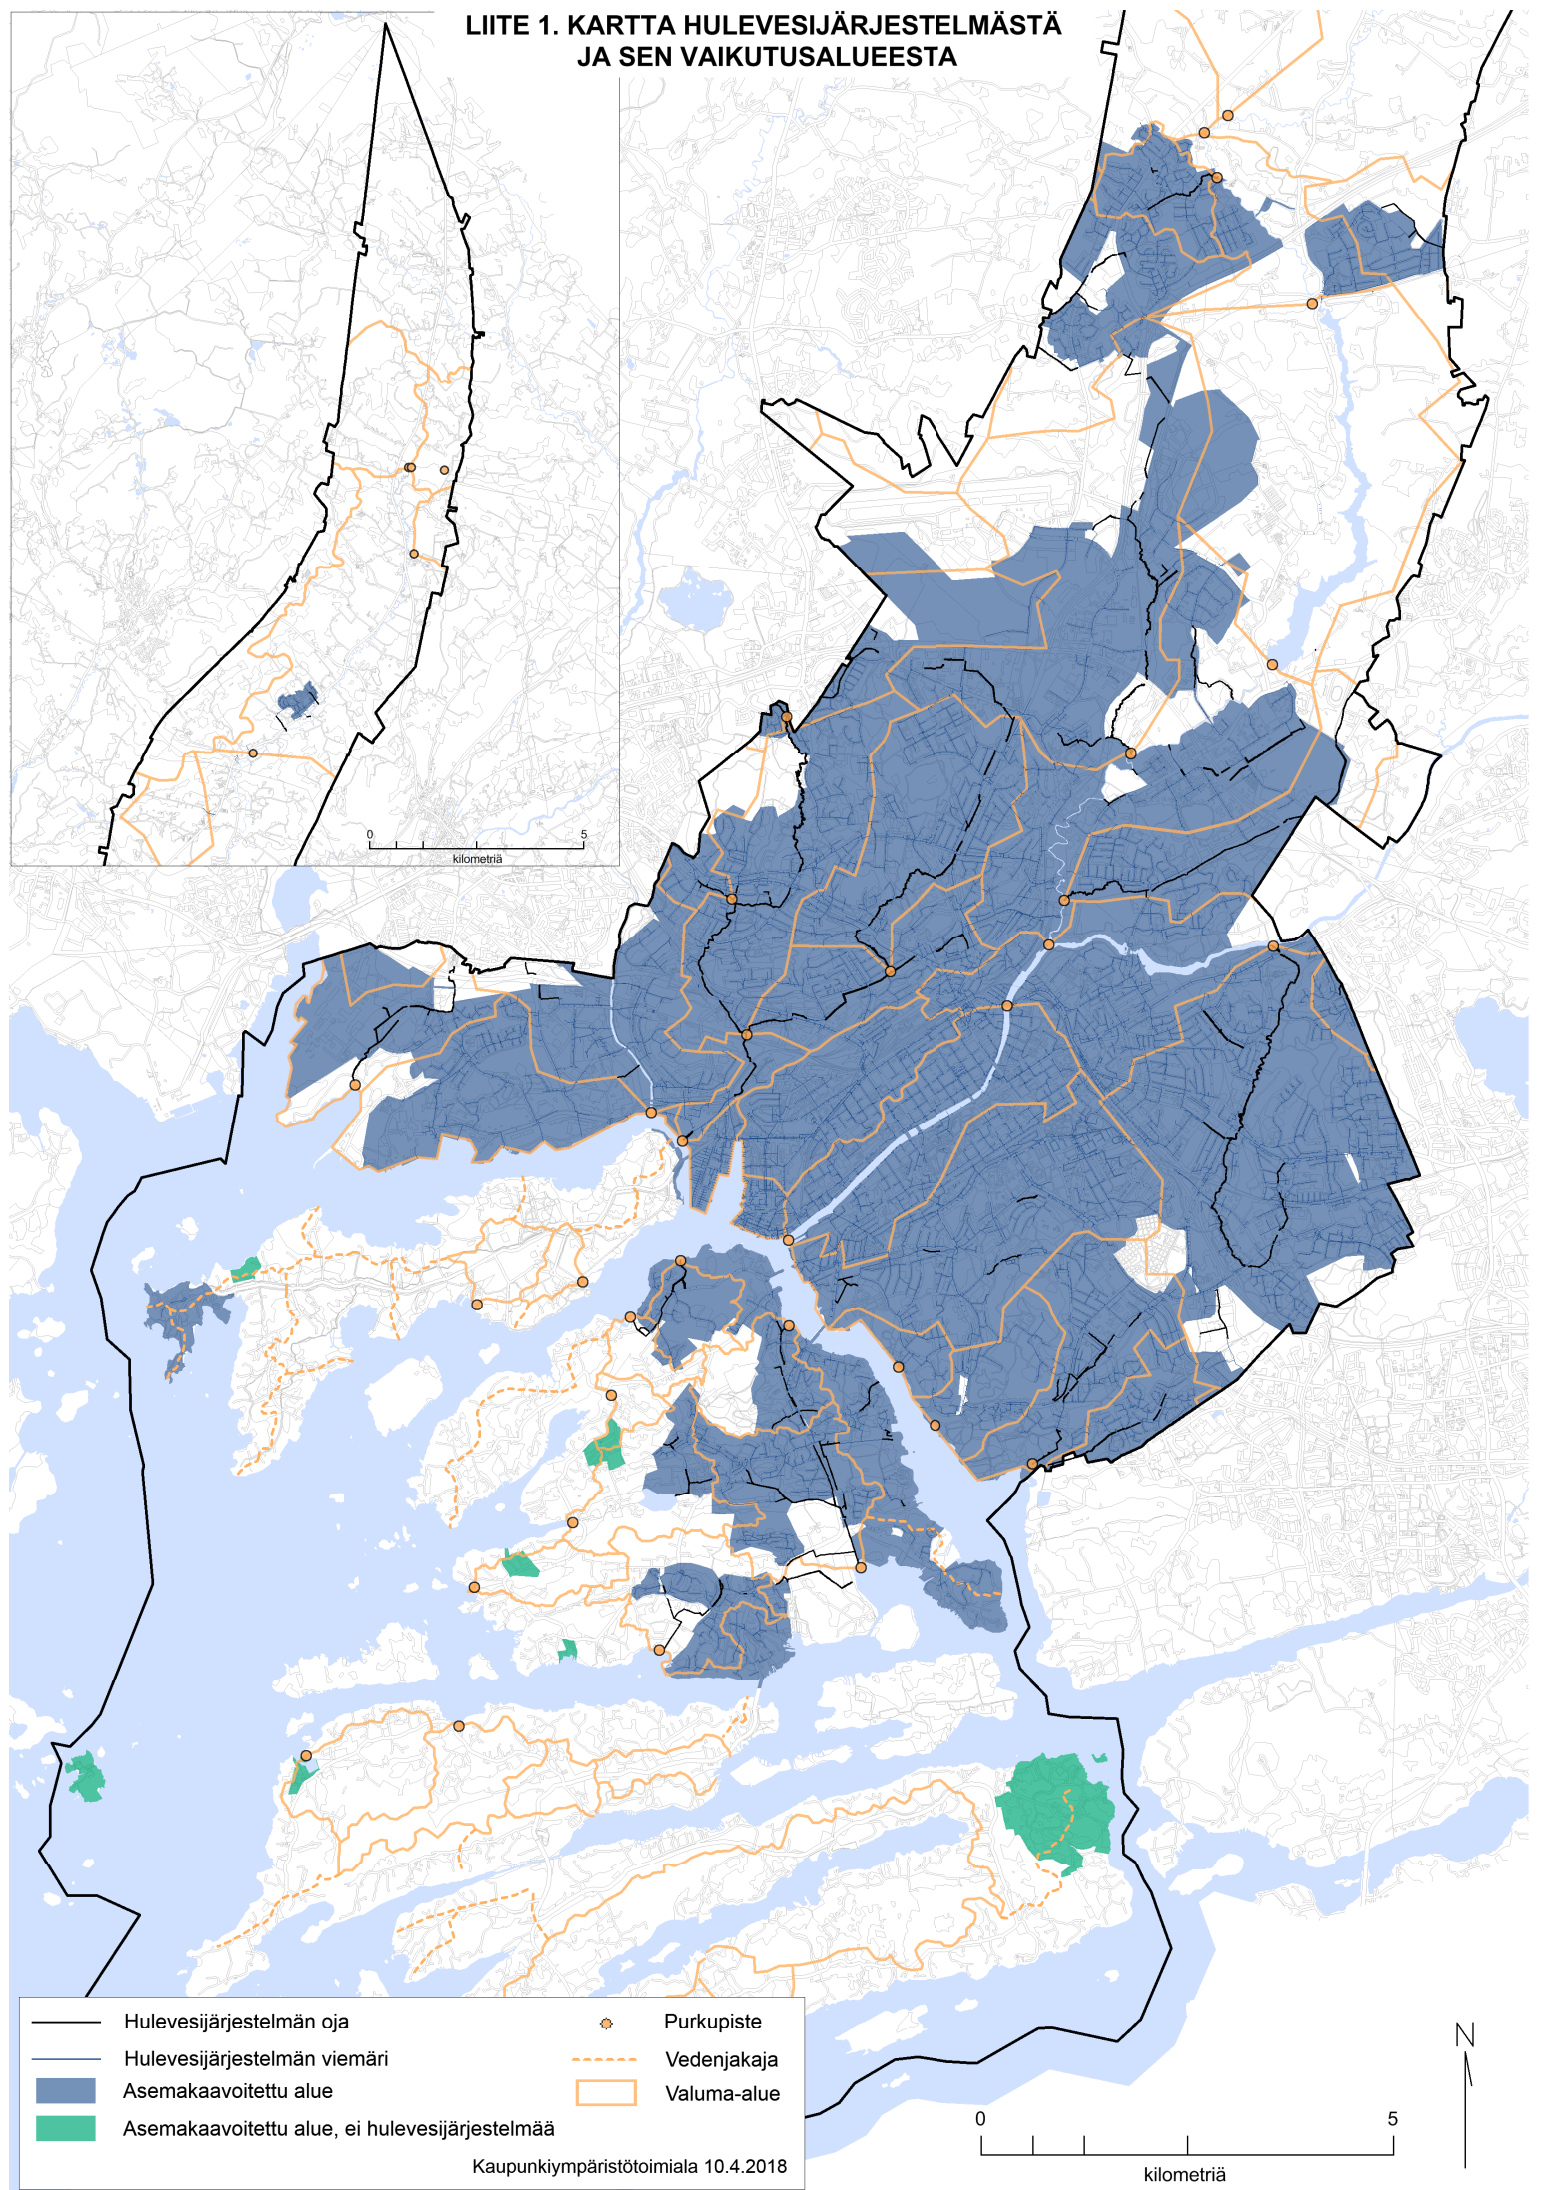 LIITE 1. KARTTA HULEVESIJÄRJESTELMÄSTÄ
JA SEN VAIKUTUSALUEESTA
0 5
kilometriä
Hulevesijärjestelmän oja
Hulevesijärjestelmän viemäri
Asemakaavoitettu alue
Asemakaavoitettu alue, ei hulevesijärjestelmää
Purkupiste
Vedenjakaja
Valuma-alue
Kaupunkiympäristötoimiala 10.4.2018
0 5
kilometriä
N